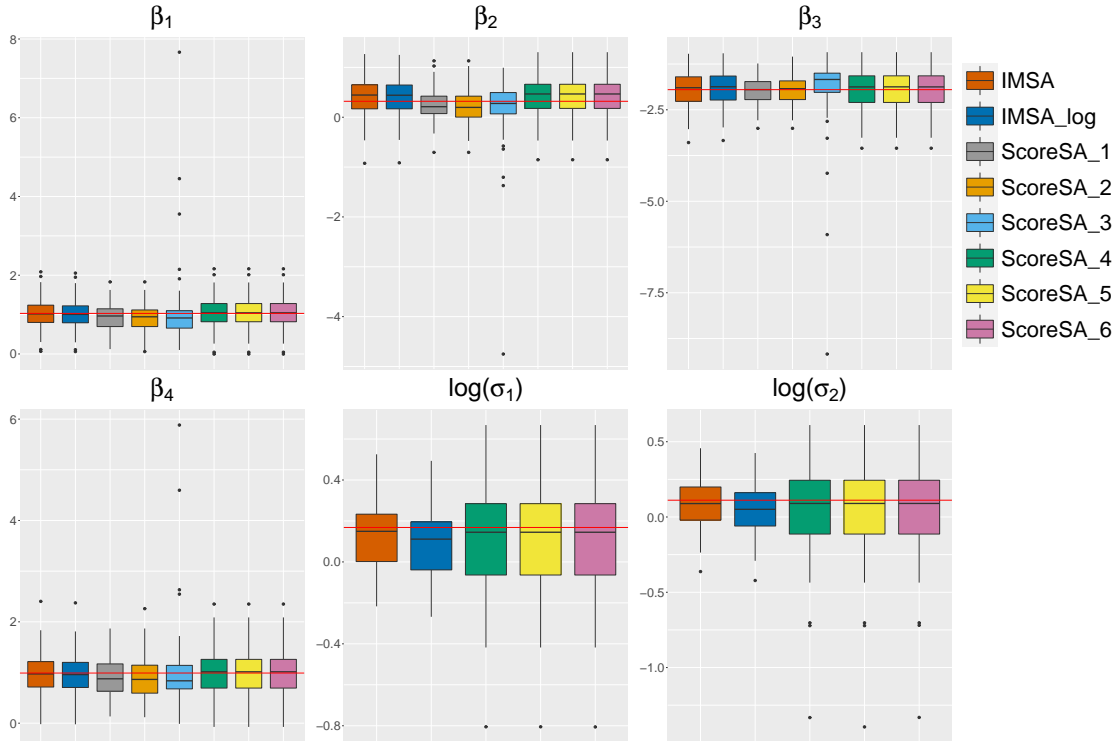 β₁
8
6
4
2
0
β₂
0
−2
−4
β₃
−2.5
−5.0
−7.5
IMSA
IMSA_log
ScoreSA_1
ScoreSA_2
ScoreSA_3
ScoreSA_4
ScoreSA_5
ScoreSA_6
β₄
6
4
2
0
log(σ₁)
0.4
0.0
−0.4
−0.8
log(σ₂)
0.5
0.0
−0.5
−1.0